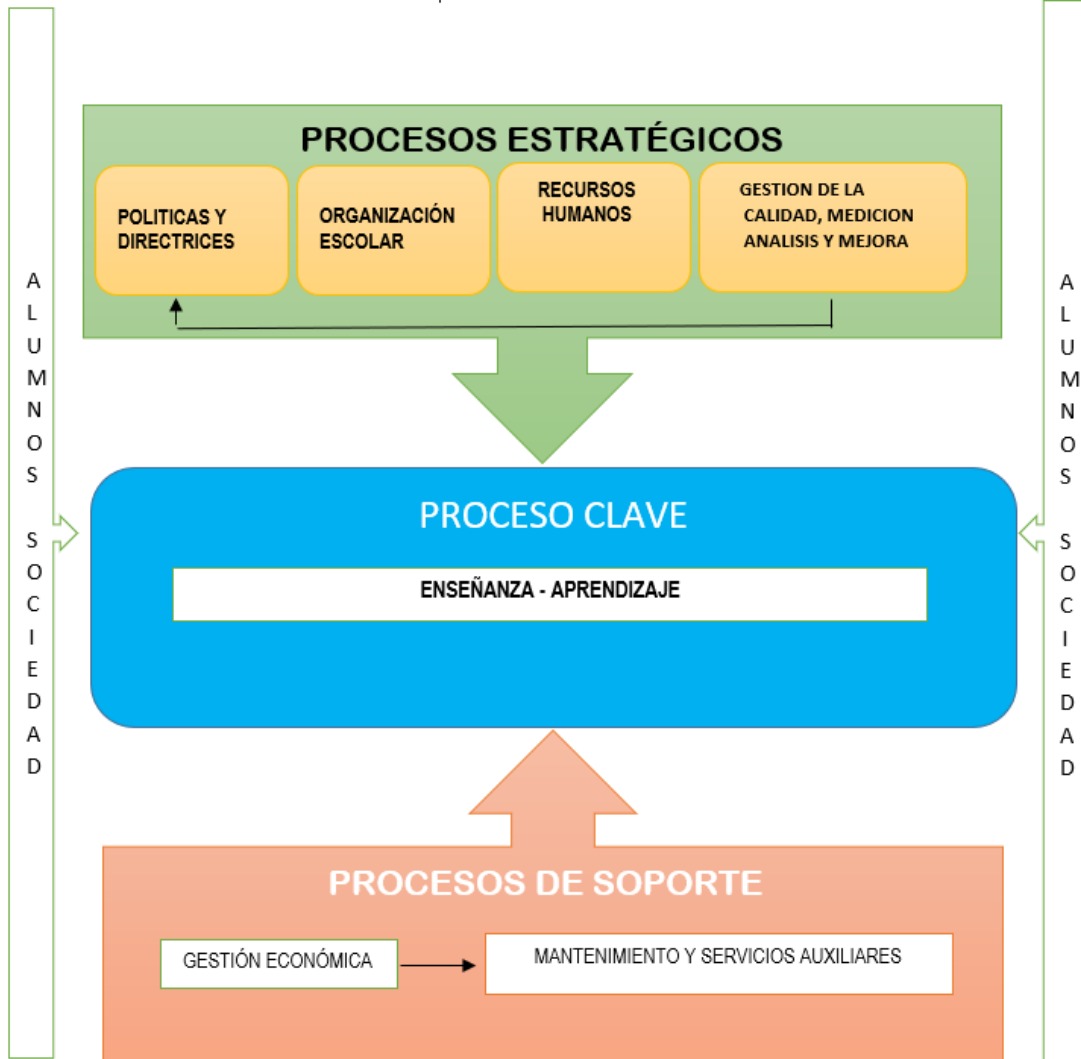 PROCESOS ESTRATÉGICOS
POLITICAS Y
DIRECTRICES
ORGANIZACIÓN
ESCOLAR
RECURSOS
HUMANOS
GESTION DE LA
CALIDAD, MEDICION
ANALISIS Y MEJORA
A
L
U
M
N
O
S
S
O
C
I
E
D
A
D
PROCESO CLAVE
ENSEÑANZA - APRENDIZAJE
A
L
U
M
N
O
S
S
O
C
I
E
D
A
D
PROCESOS DE SOPORTE
GESTIÓN ECONÓMICA
MANTENIMIENTO Y SERVICIOS AUXILIARES